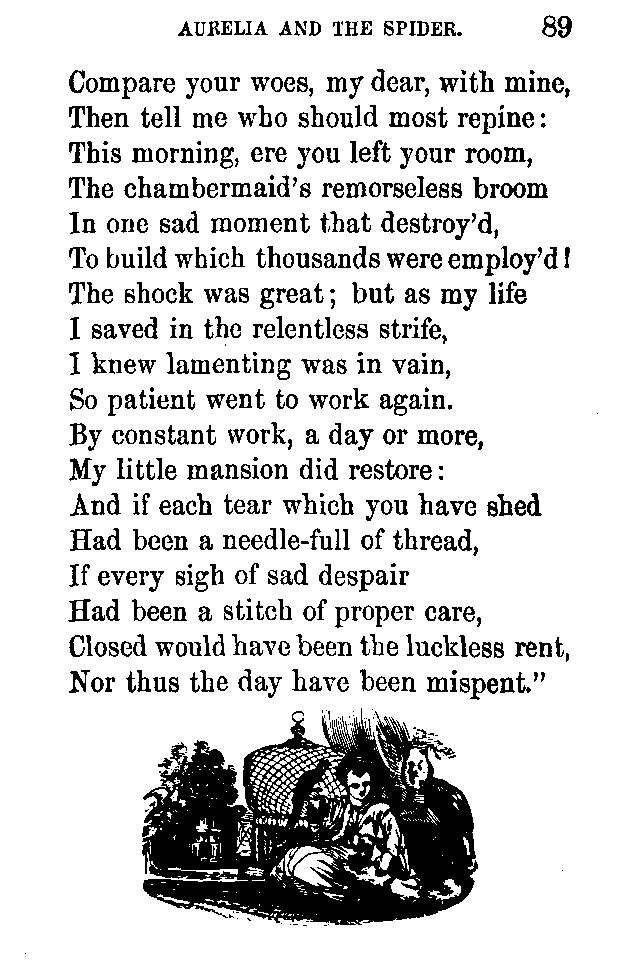 AURELIA AND THE SPIDER. 89
Compare your woes, my dear, with mine,
Then tell me who should most repine:
This morning, ere you left your room,
The chambermaid's remorseless broom
In one sad moment that destroy'd,
To build which thousands were employ'd!
The shock was great; but as my life
I saved in the relentless strife,
I knew lamenting was in vain,
So patient went to work again.
By constant work, a day or more,
My little mansion did restore:
And if each tear which you have shed
Had been a needle-full of thread,
If every sigh of sad despair
Had been a stitch of proper care,
Closed would have been the luckless rent,
Nor thus the day have been mispent."